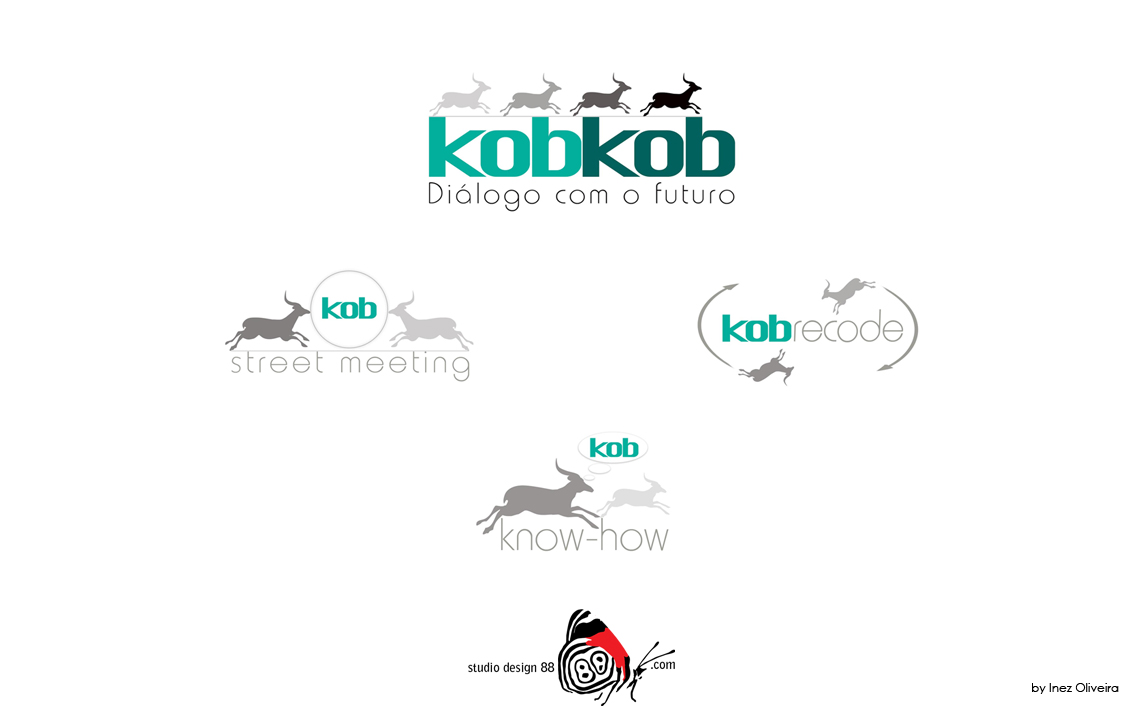 kobkob
Diálogo com o futuro
kob
street meeting
kobrecode
kob
know-how
studio design 88 88 .com
by Inez Oliveira